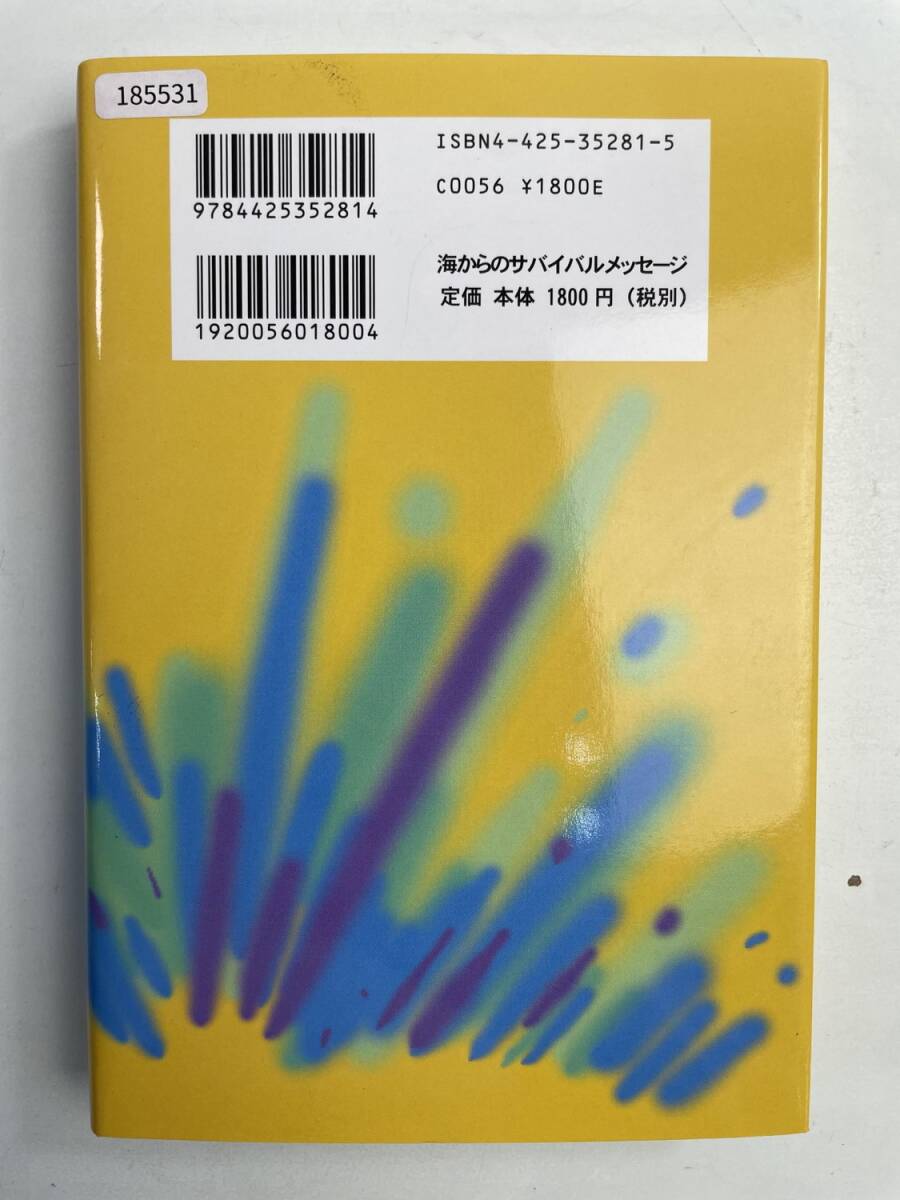 185531
ISBN4-425-35281-5
C0056 ¥1800E
9784425352814
海からのサバイバルメッセージ
定価 本体 1800円（税別）
1920056018004